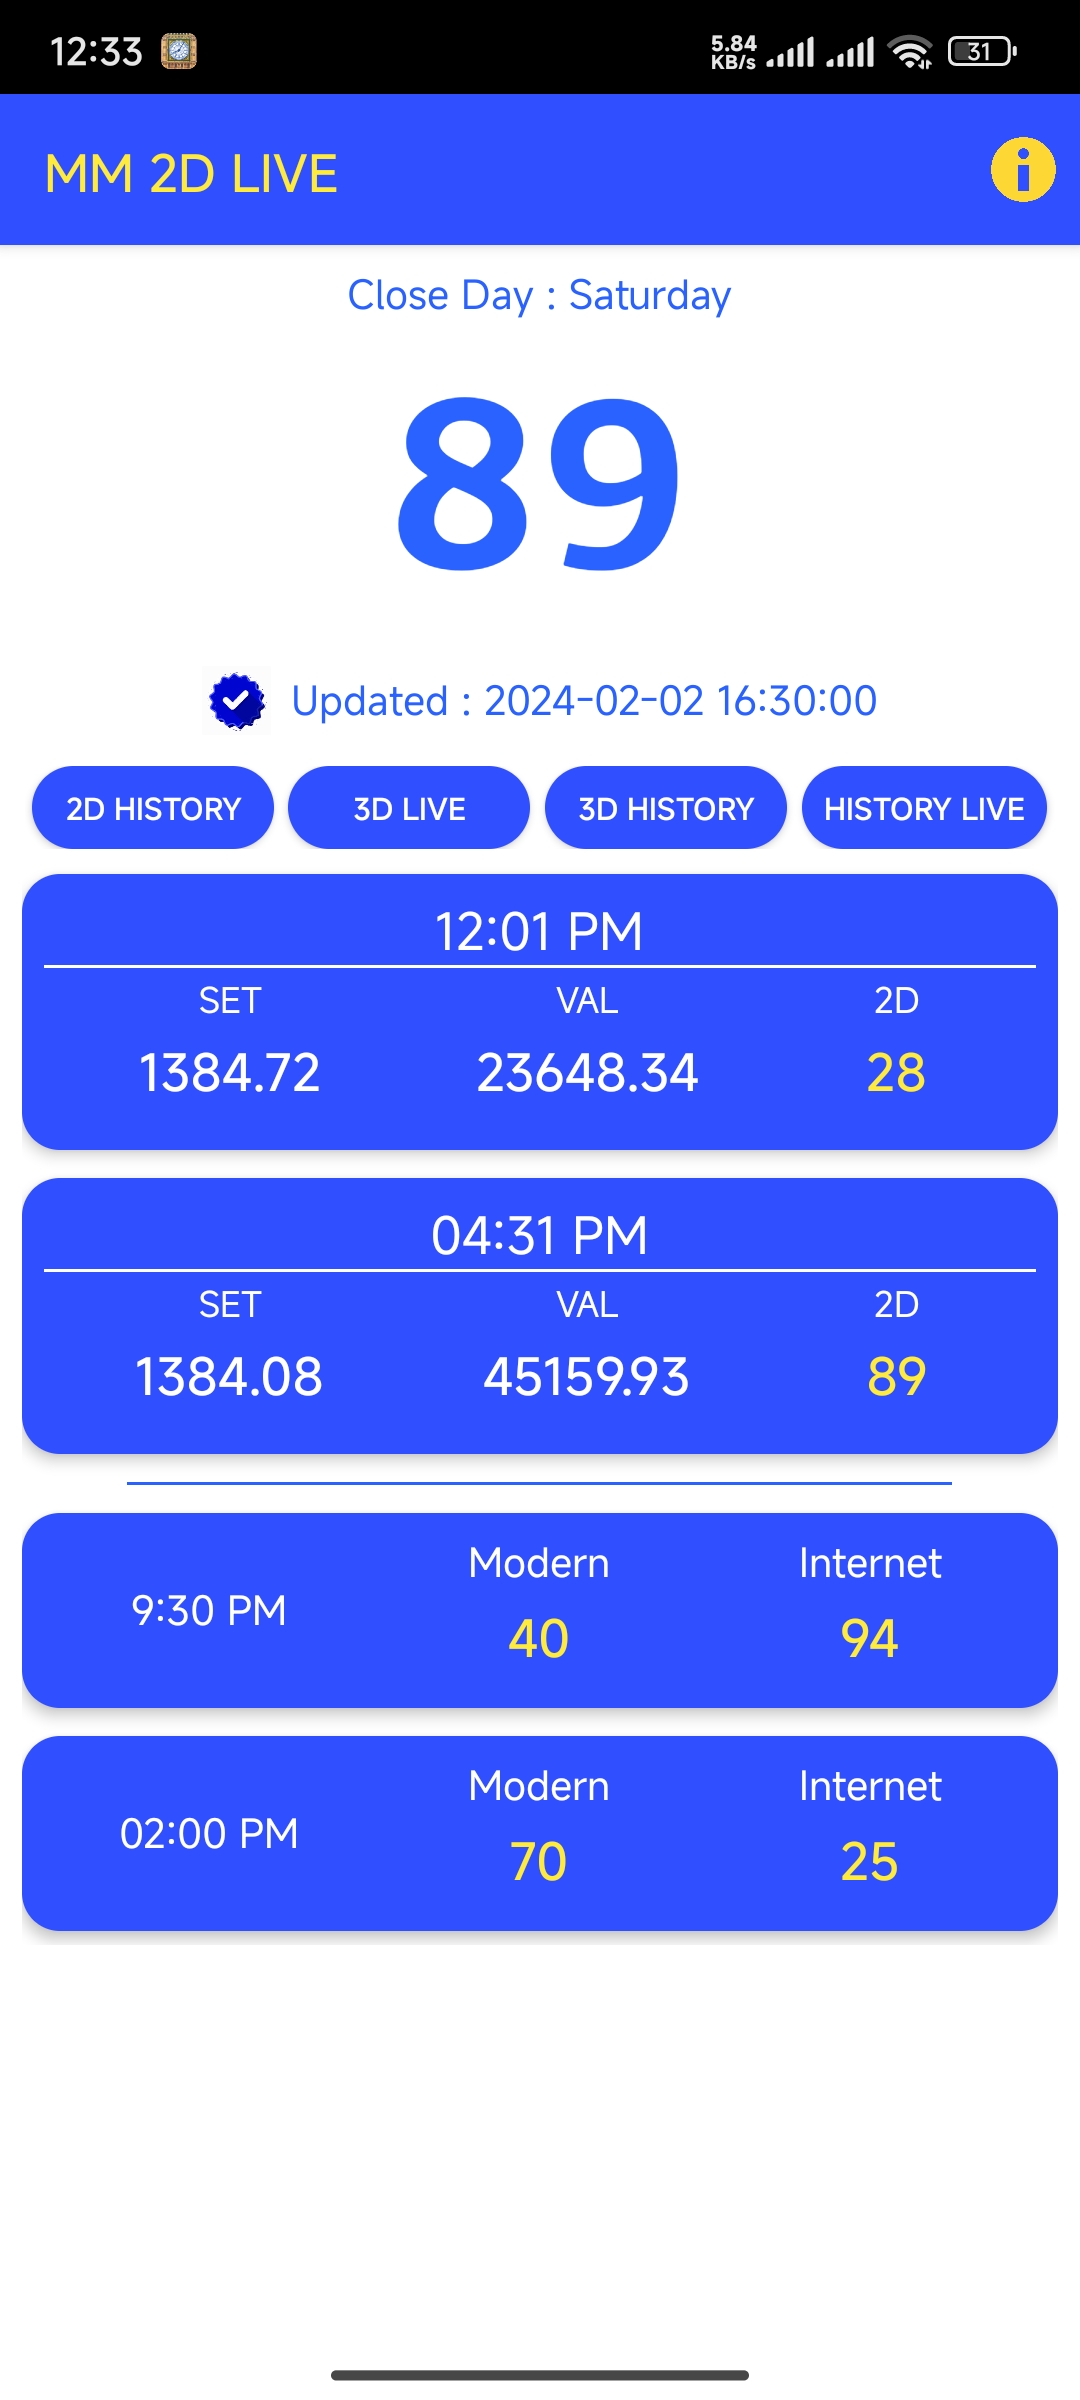 12:33
5.84
KB/s
31
MM 2D LIVE
Close Day : Saturday
89
Updated : 2024-02-02 16:30:00
2D HISTORY 3D LIVE 3D HISTORY HISTORY LIVE
12:01 PM
SET VAL 2D
1384.72 23648.34 28
04:31 PM
SET VAL 2D
1384.08 45159.93 89
Modern Internet
9:30 PM
40 94
Modern Internet
02:00 PM
70 25